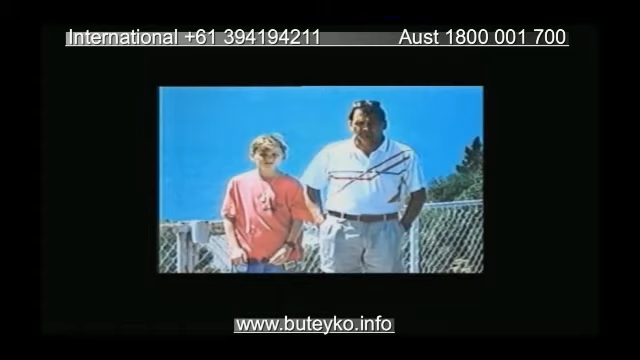 International +61 394194211 Aust 1800 001 700
www.buteyko.info